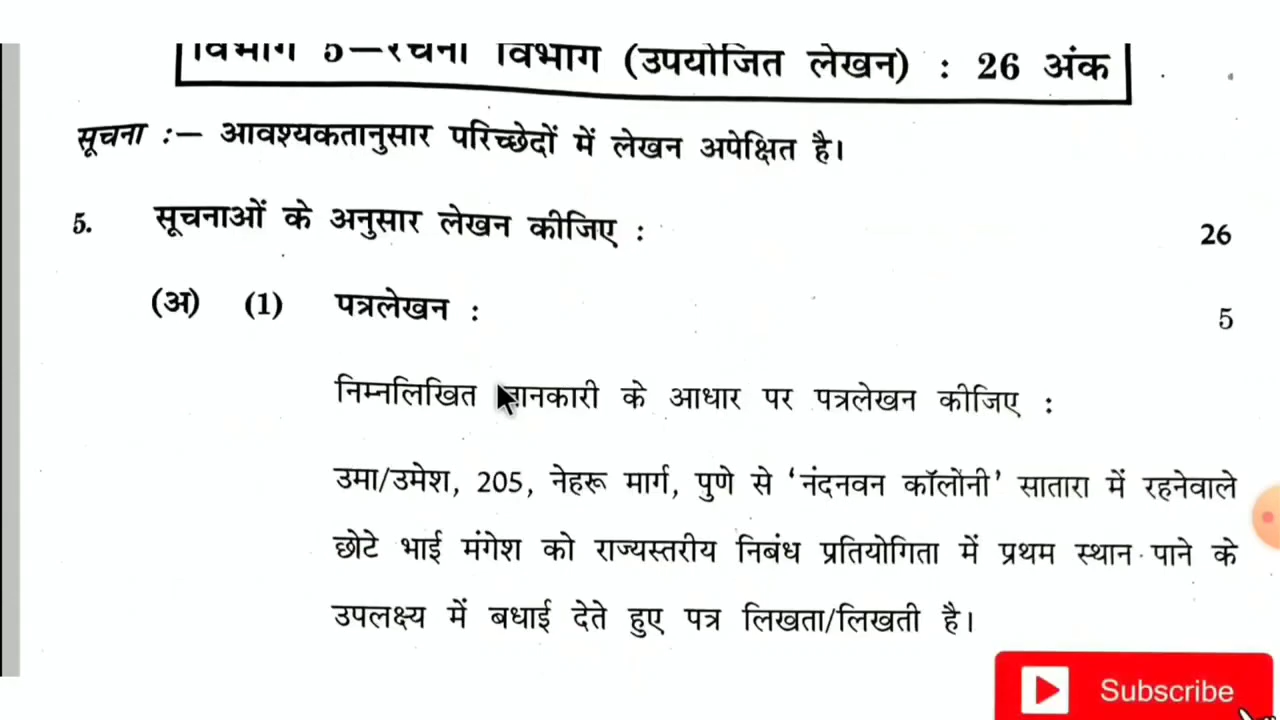 विभाग 5—रचना विभाग (उपयोजित लेखन) : 26 अंक
सूचना :— आवश्यकतानुसार परिच्छेदों में लेखन अपेक्षित है।
5. सूचनाओं के अनुसार लेखन कीजिए : 26
(अ) (1) पत्रलेखन : 5
निम्नलिखित जानकारी के आधार पर पत्रलेखन कीजिए :
उमा/उमेश, 205, नेहरू मार्ग, पुणे से ‘नंदनवन कॉलोनी’ सातारा में रहनेवाले
छोटे भाई मंगेश को राज्यस्तरीय निबंध प्रतियोगिता में प्रथम स्थान पाने के
उपलक्ष्य में बधाई देते हुए पत्र लिखता/लिखती है।
Subscribe